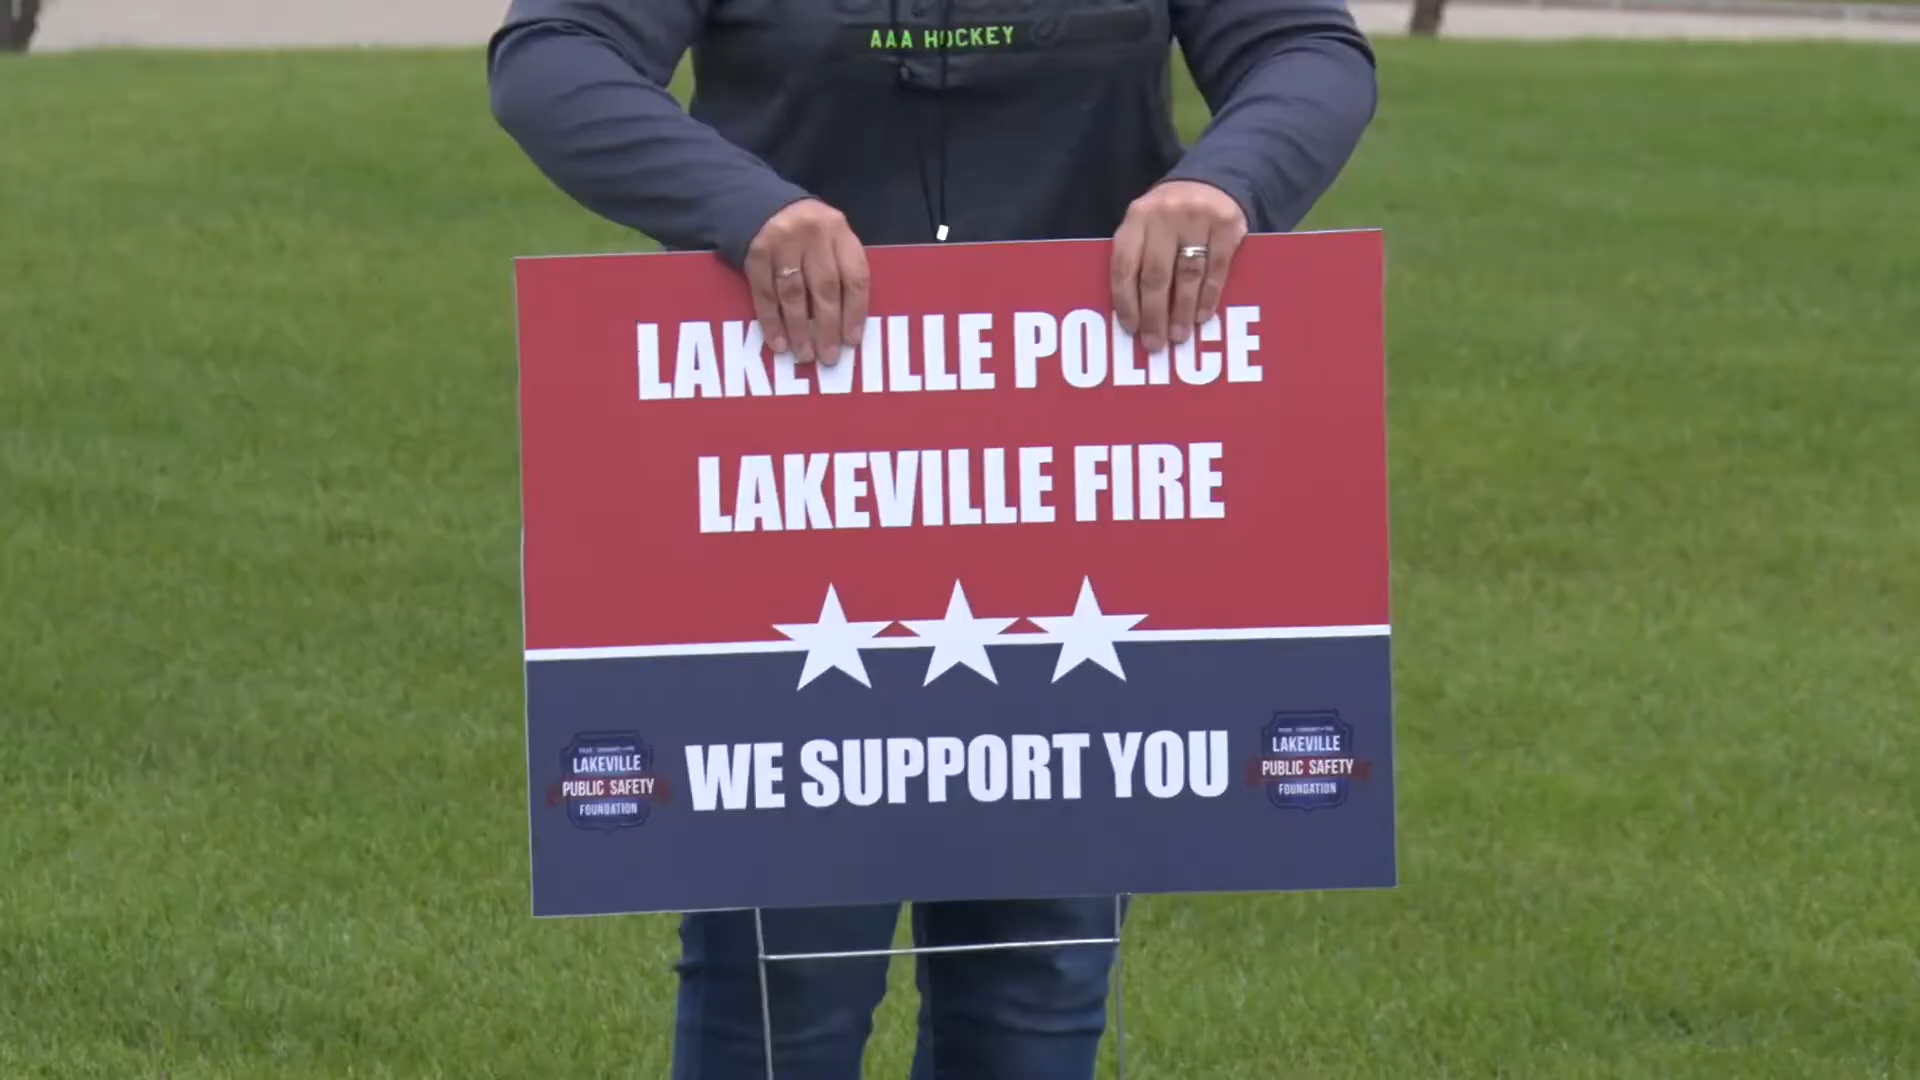 AAA HOCKEY
LAKEVILLE POLICE
LAKEVILLE FIRE
WE SUPPORT YOU
LAKEVILLE
PUBLIC SAFETY
FOUNDATION
LAKEVILLE
PUBLIC SAFETY
FOUNDATION